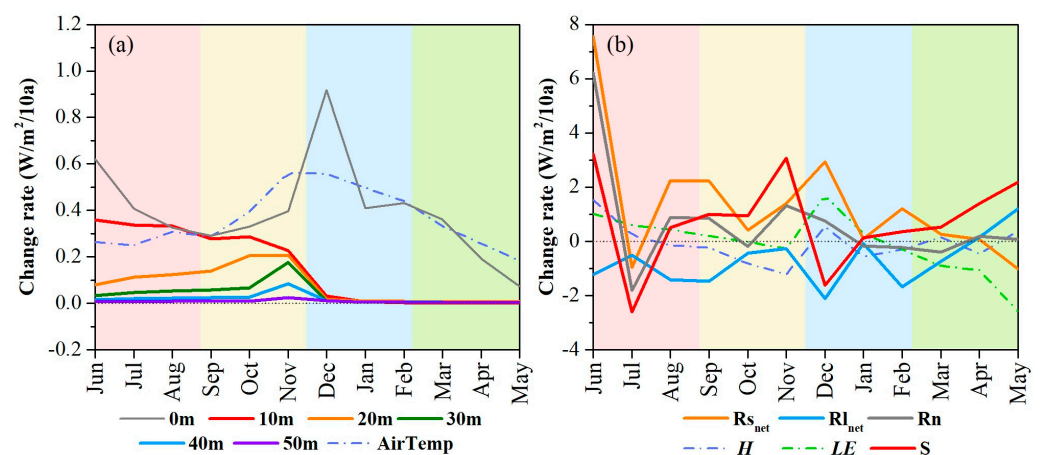 (a)
Change rate (W/m²/10a)
1.2
1.0
0.8
0.6
0.4
0.2
0.0
-0.2
Jun Jul Aug Sep Oct Nov Dec Jan Feb Mar Apr May
0m 10m 20m 30m
40m 50m AirTemp
(b)
Change rate (W/m²/10a)
8
6
4
2
0
-2
-4
Jun Jul Aug Sep Oct Nov Dec Jan Feb Mar Apr May
Rsnet Rlnet Rn
H LE S